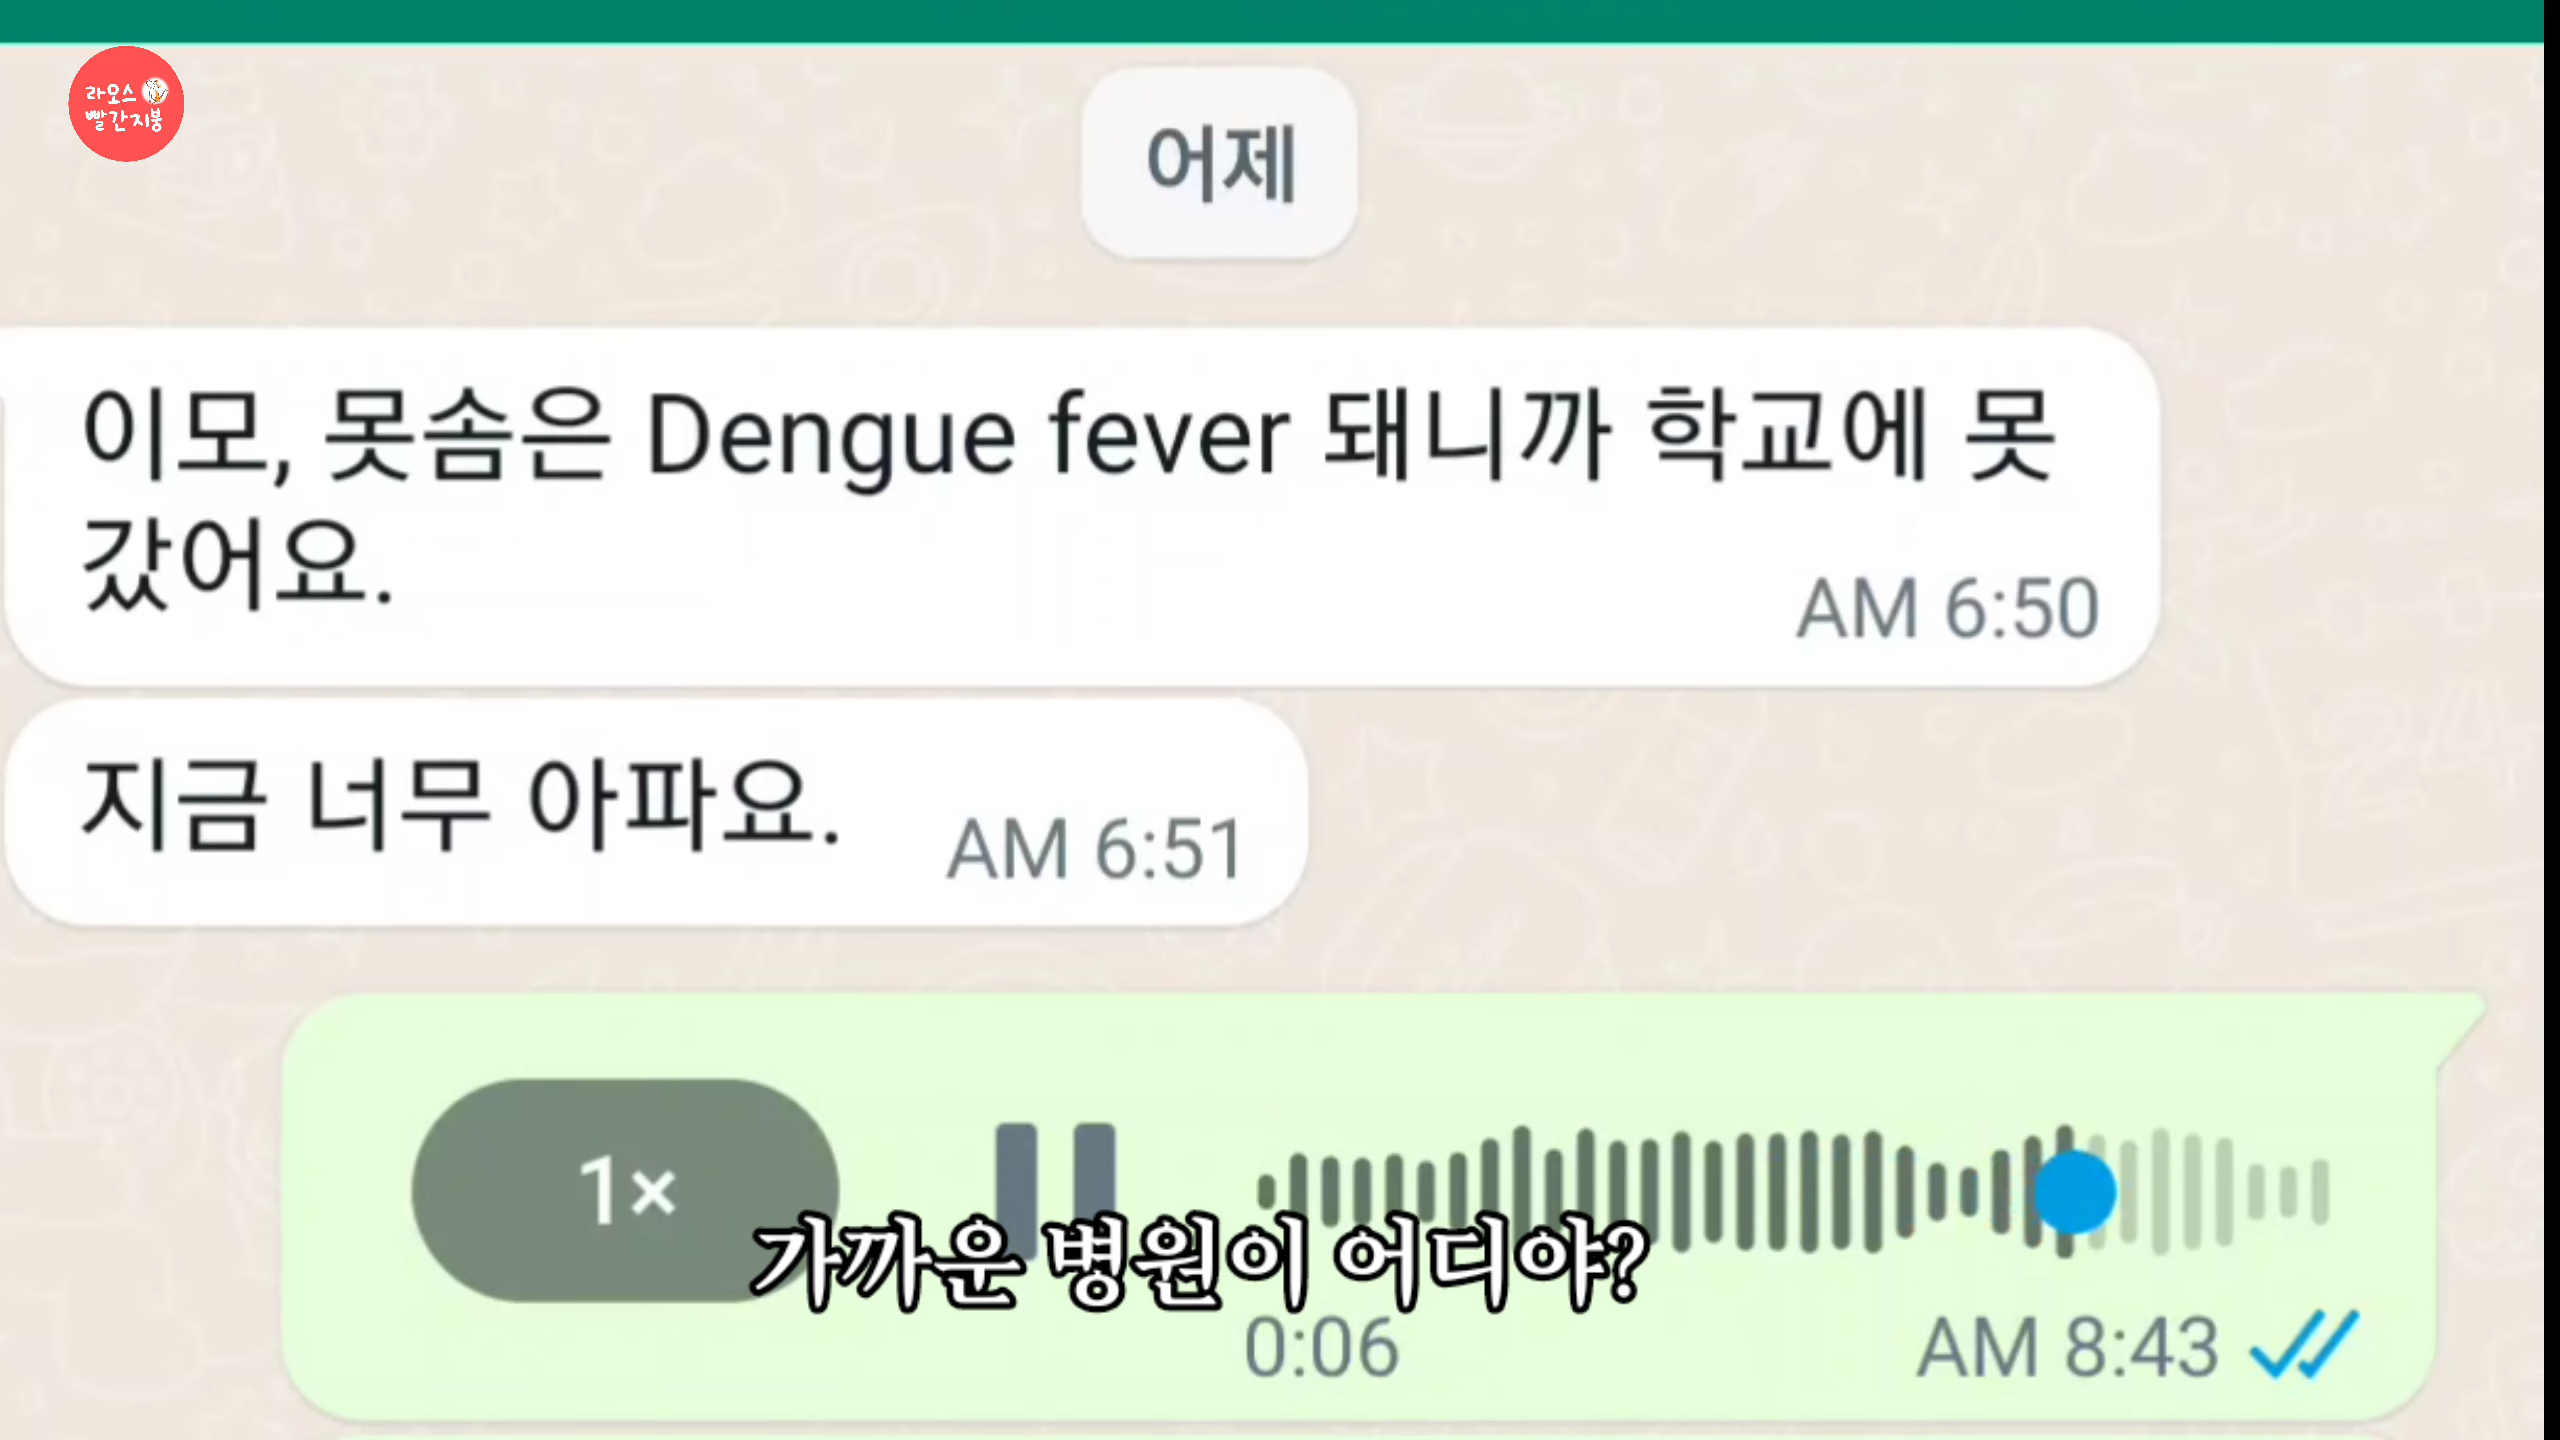 라오스
빨간지붕
어제
이모, 못솜은 Dengue fever 돼니까 학교에 못
갔어요.
AM 6:50
지금 너무 아파요.
AM 6:51
1×
가까운 병원이 어디야?
0:06
AM 8:43